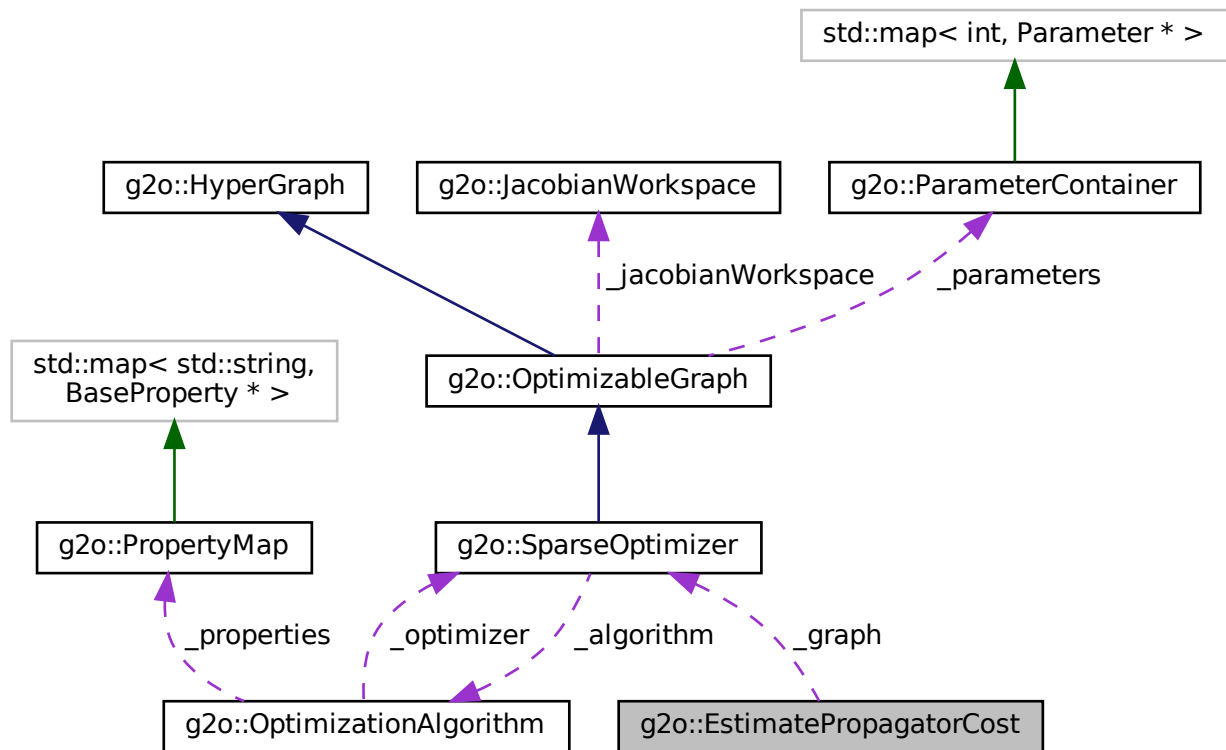 std::map< int, Parameter * >
g2o::HyperGraph
g2o::JacobianWorkspace
g2o::ParameterContainer
_jacobianWorkspace
_parameters
std::map< std::string,
BaseProperty * >
g2o::OptimizableGraph
g2o::PropertyMap
g2o::SparseOptimizer
_properties
_optimizer
_algorithm
_graph
g2o::OptimizationAlgorithm
g2o::EstimatePropagatorCost